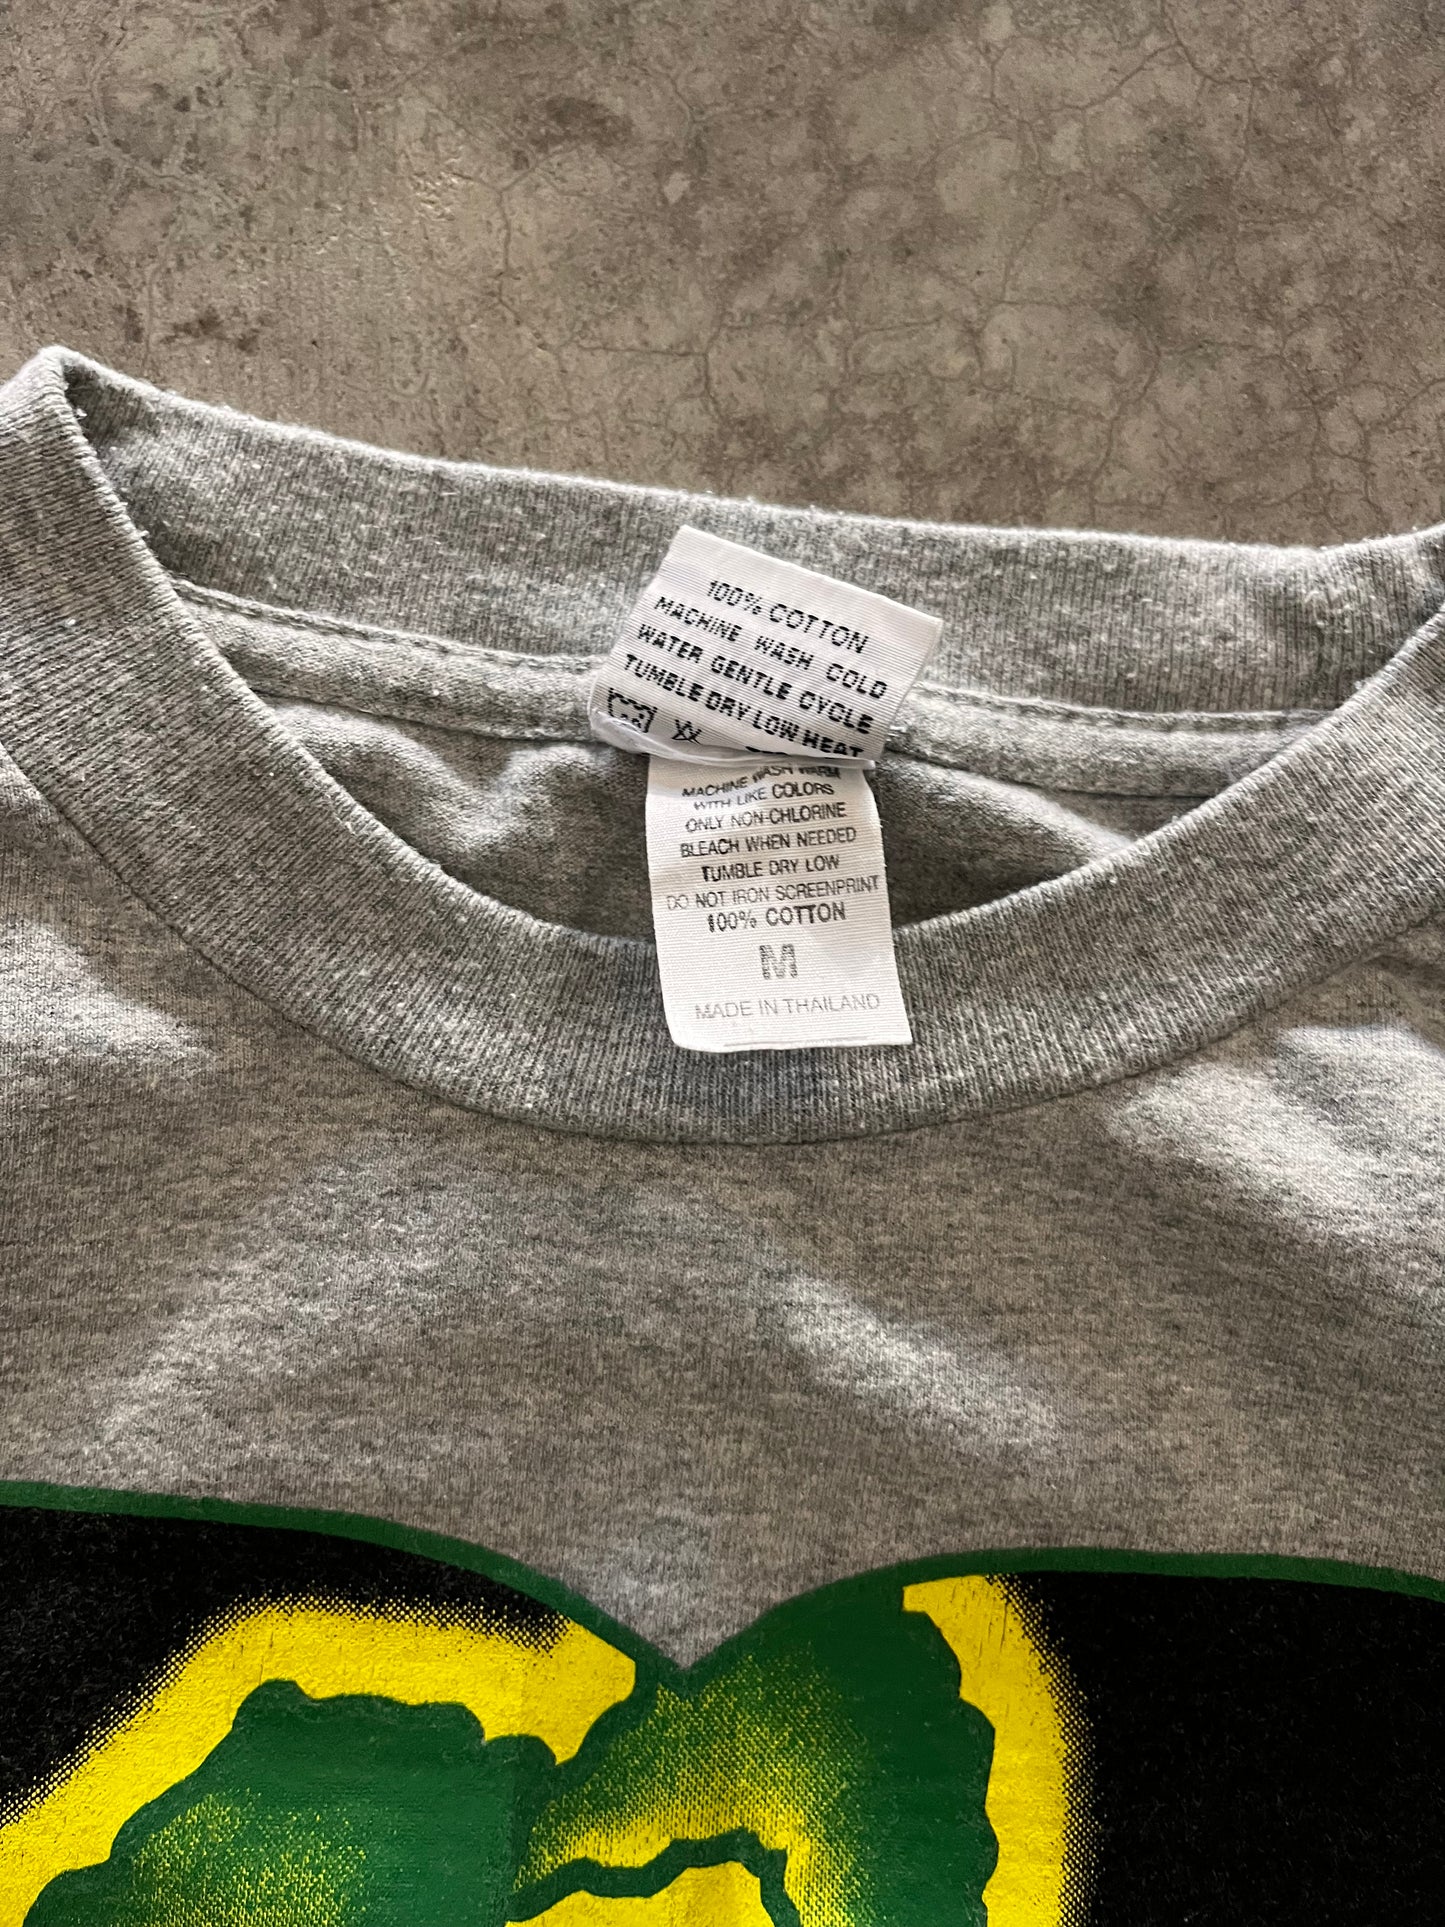 100% COTTON
MACHINE WASH COLD
WATER GENTLE CYCLE
TUMBLE DRY LOW HEAT
MACHINE WASH WARM
WITH LIKE COLORS
ONLY NON-CHLORINE
BLEACH WHEN NEEDED
TUMBLE DRY LOW
DO NOT IRON SCREENPRINT
100% COTTON
M
MADE IN THAILAND